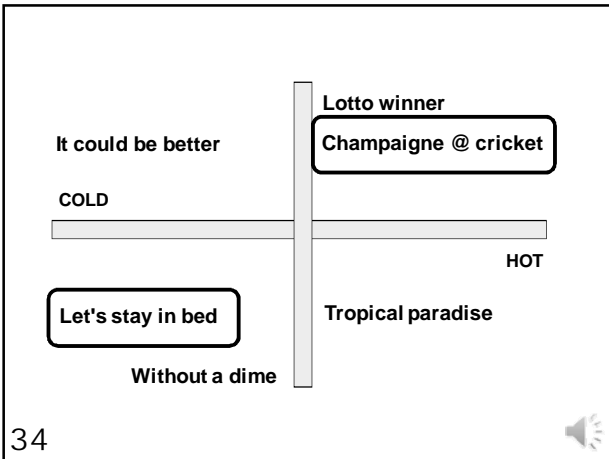 Lotto winner
It could be better
Champaigne @ cricket
COLD
HOT
Let's stay in bed
Tropical paradise
Without a dime
34